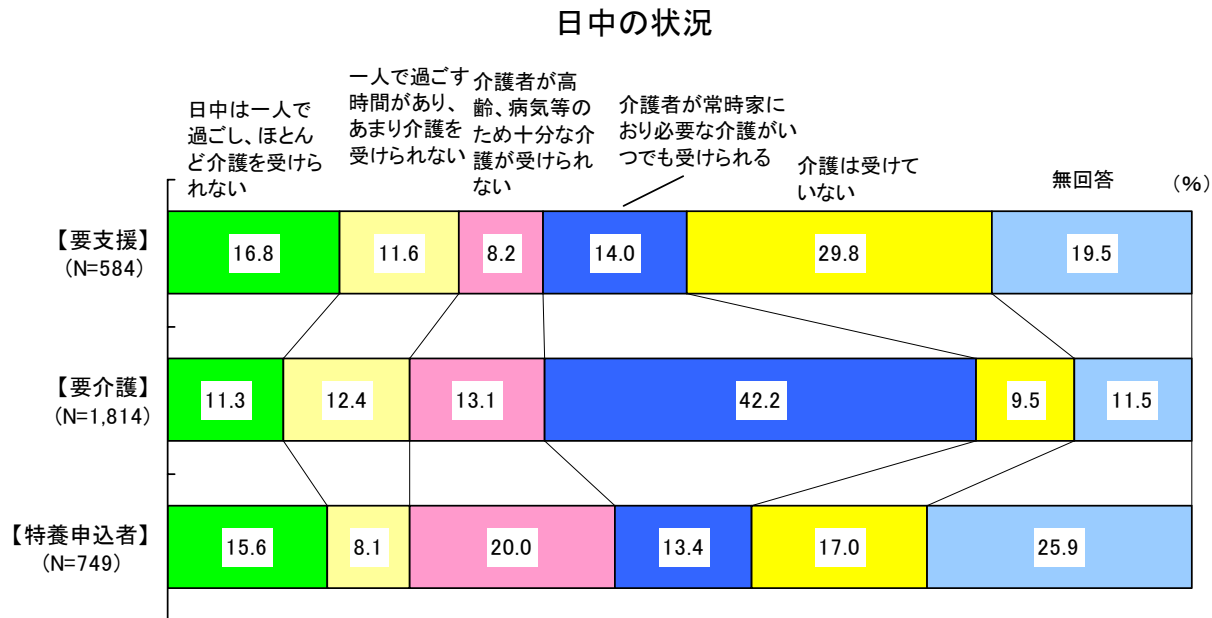 日中の状況
日中は一人で
過ごし、ほとん
ど介護を受けら
れない
一人で過ごす
時間があり、
あまり介護を
受けられない
介護者が高
齢、病気等の
ため十分な介
護が受けられ
ない
介護者が常時家に
おり必要な介護がい
つでも受けられる
介護は受けて
いない
無回答
(%)
【要支援】
(N=584)
16.8
11.6
8.2
14.0
29.8
19.5
【要介護】
(N=1,814)
11.3
12.4
13.1
42.2
9.5
11.5
【特養申込者】
(N=749)
15.6
8.1
20.0
13.4
17.0
25.9